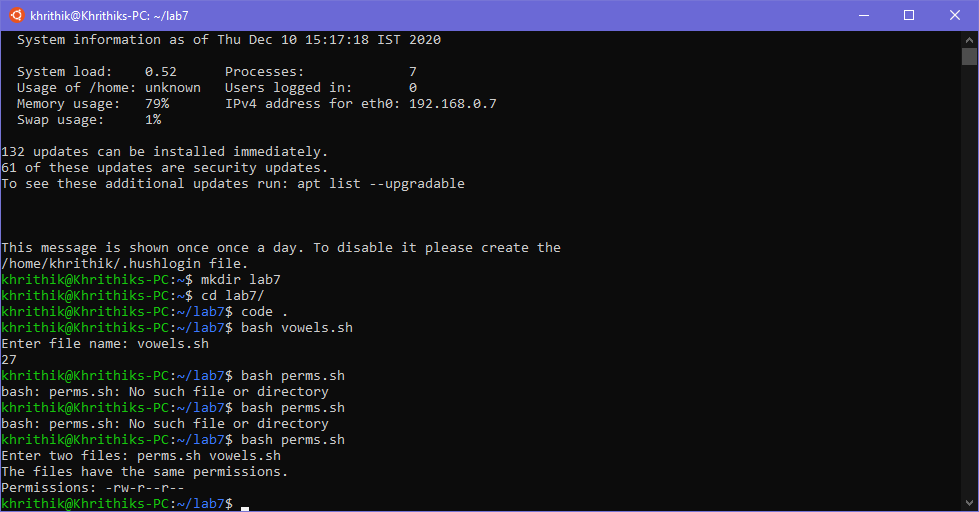 khrithik@Khrithiks-PC: ~/lab7
System information as of Thu Dec 10 15:17:18 IST 2020
System load:    0.52      Processes:             7
Usage of /home: unknown   Users logged in:       0
Memory usage:   79%       IPv4 address for eth0: 192.168.0.7
Swap usage:     1%
132 updates can be installed immediately.
61 of these updates are security updates.
To see these additional updates run: apt list --upgradable
This message is shown once once a day. To disable it please create the
/home/khrithik/.hushlogin file.
khrithik@Khrithiks-PC:~$ mkdir lab7
khrithik@Khrithiks-PC:~$ cd lab7/
khrithik@Khrithiks-PC:~/lab7$ code .
khrithik@Khrithiks-PC:~/lab7$ bash vowels.sh
Enter file name: vowels.sh
27
khrithik@Khrithiks-PC:~/lab7$ bash perms.sh
bash: perms.sh: No such file or directory
khrithik@Khrithiks-PC:~/lab7$ bash perms.sh
bash: perms.sh: No such file or directory
khrithik@Khrithiks-PC:~/lab7$ bash perms.sh
Enter two files: perms.sh vowels.sh
The files have the same permissions.
Permissions: -rw-r--r--
khrithik@Khrithiks-PC:~/lab7$